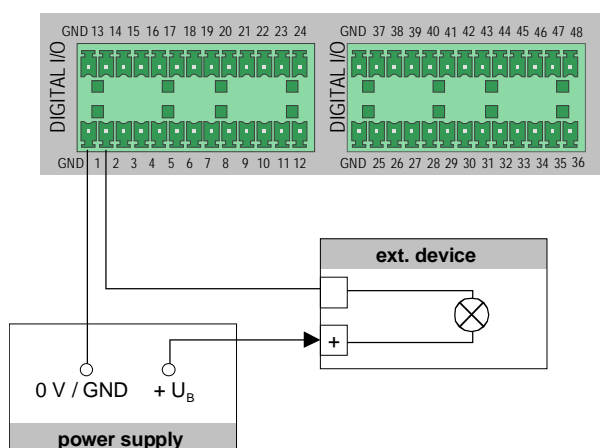 GND 13 14 15 16 17 18 19 20 21 22 23 24
GND 37 38 39 40 41 42 43 44 45 46 47 48
DIGITAL I/O
DIGITAL I/O
GND 1 2 3 4 5 6 7 8 9 10 11 12
GND 25 26 27 28 29 30 31 32 33 34 35 36
ext. device
+
0 V / GND
+ UB
power supply